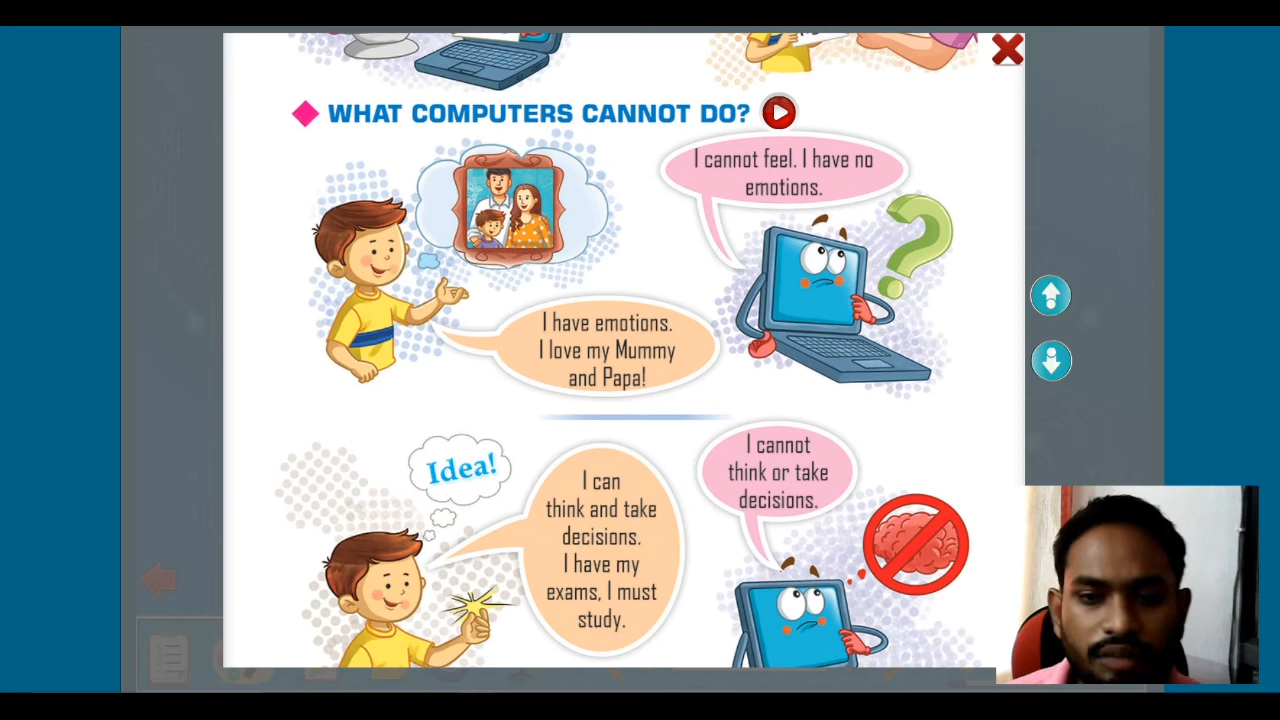 WHAT COMPUTERS CANNOT DO?
I cannot feel. I have no
emotions.
I have emotions.
I love my Mummy
and Papa!
Idea!
I can
think and take
decisions.
I have my
exams, I must
study.
I cannot
think or take
decisions.